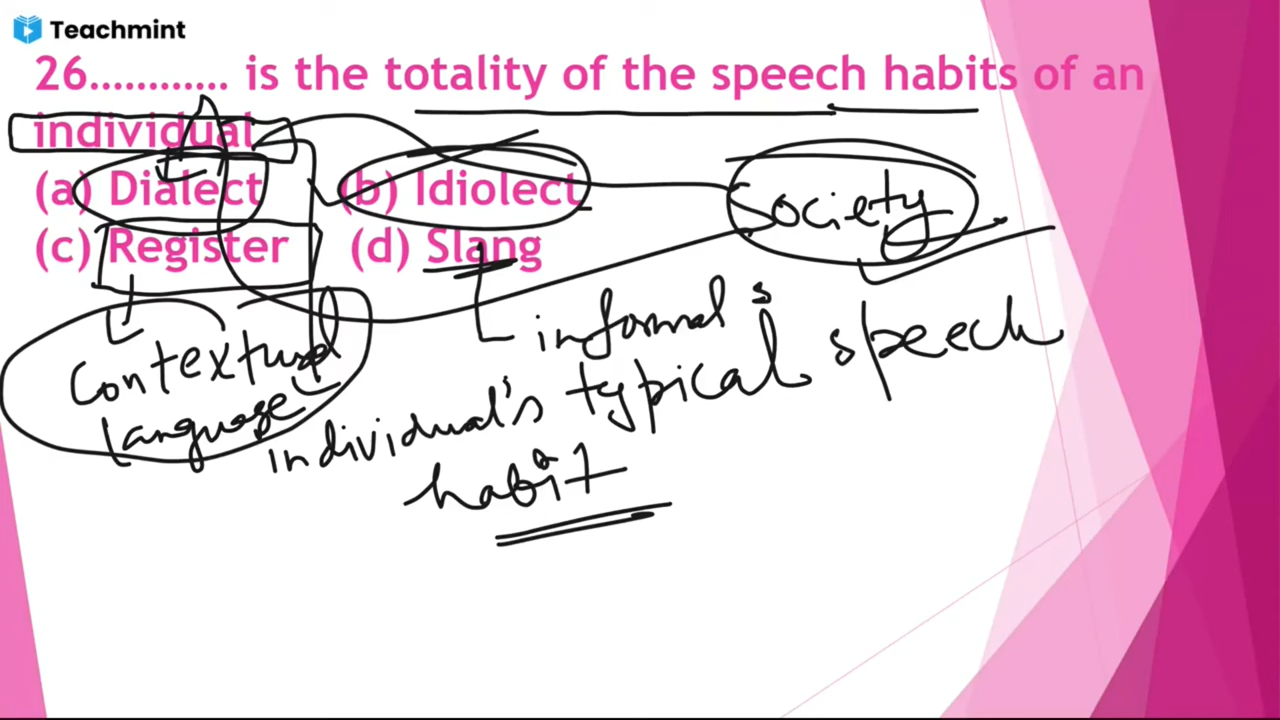 Teachmint
26............ is the totality of the speech habits of an
individual
(a) Dialect (b) Idiolect
(c) Register (d) Slang
Society
informal
Contextual
language
individual's typical speech
habit